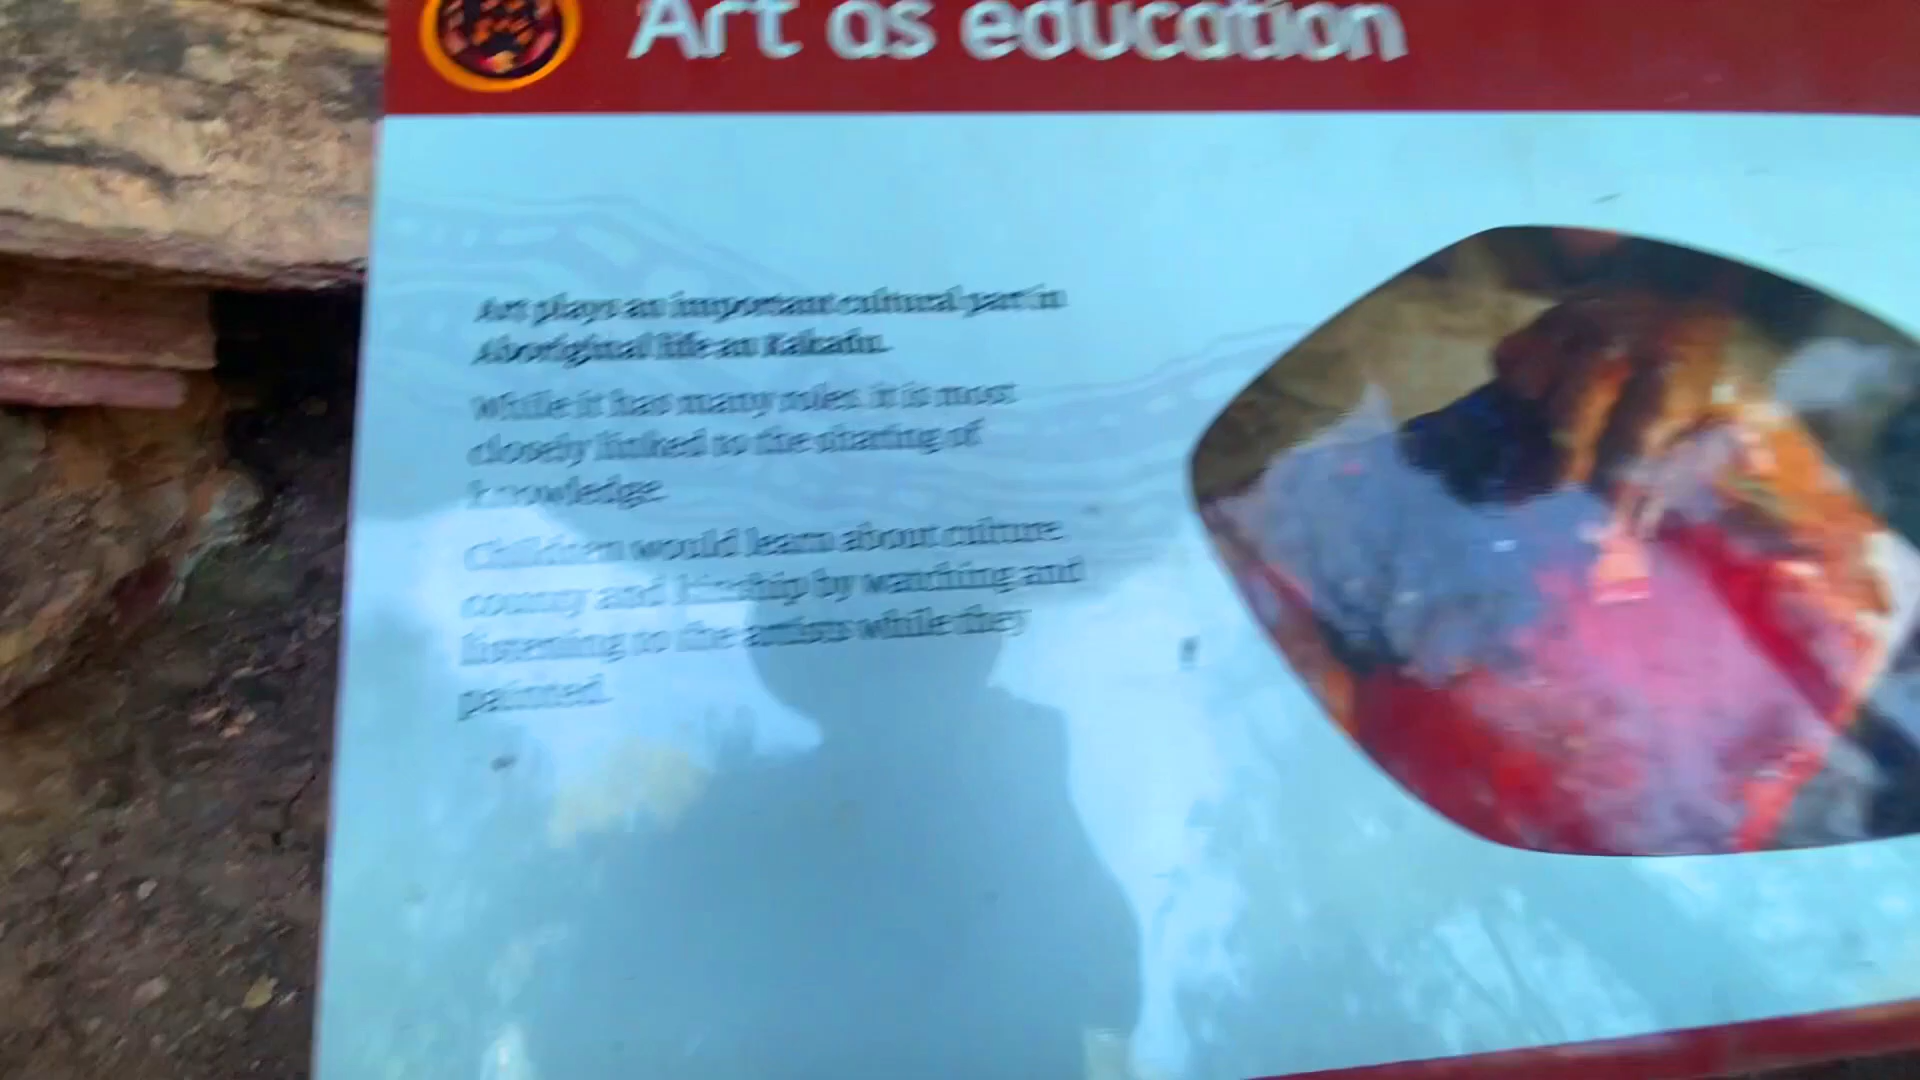 Art as education
Art plays an important cultural part in
Aboriginal life an Kakadu.
While it has many roles it is most
closely linked to the sharing of
knowledge.
Children would learn about culture
country and kinship by watching and
listening to the artists while they
painted.